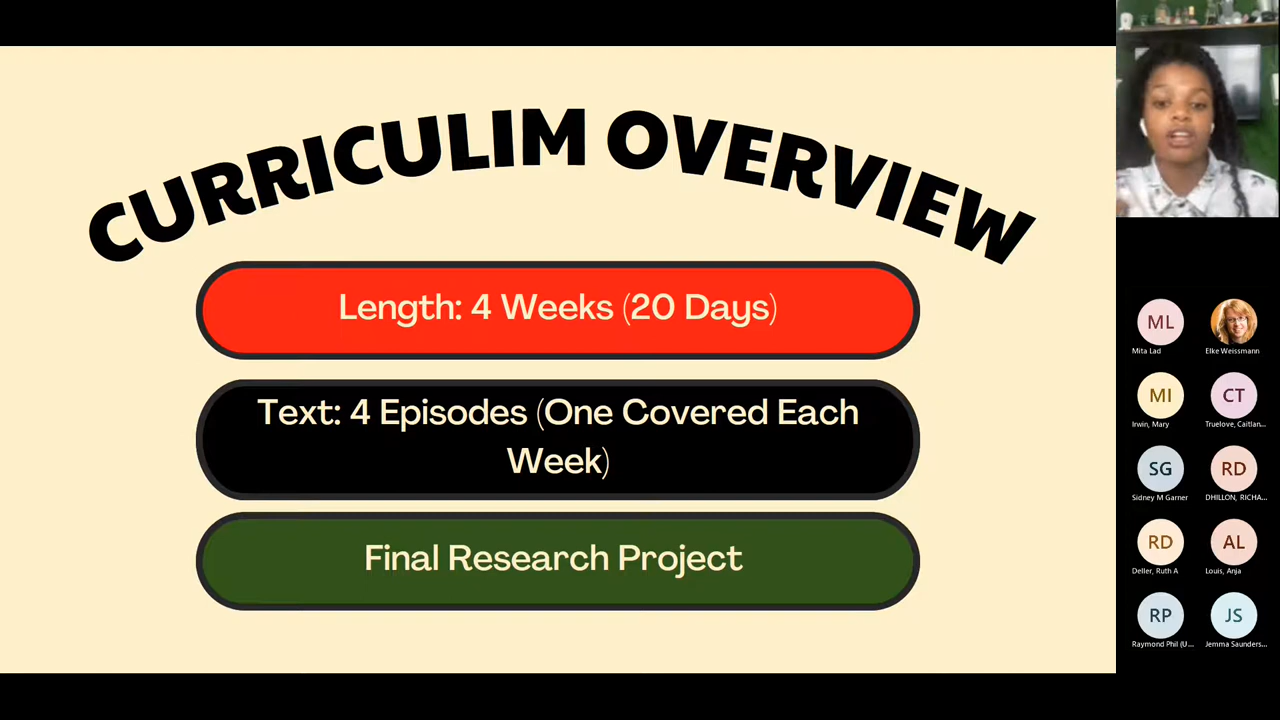 CURRICULIM OVERVIEW
Length: 4 Weeks (20 Days)
Text: 4 Episodes (One Covered Each
Week)
Final Research Project
ML
Mita Lad
Elke Weissmann
MI
Irwin, Mary
CT
Truelove, Caitlan...
SG
Sidney M Garner
RD
DHILLON, RICHA...
RD
Deller, Ruth A
AL
Louis, Anja
RP
Raymond Phil (U...
JS
Jemma Saunders...